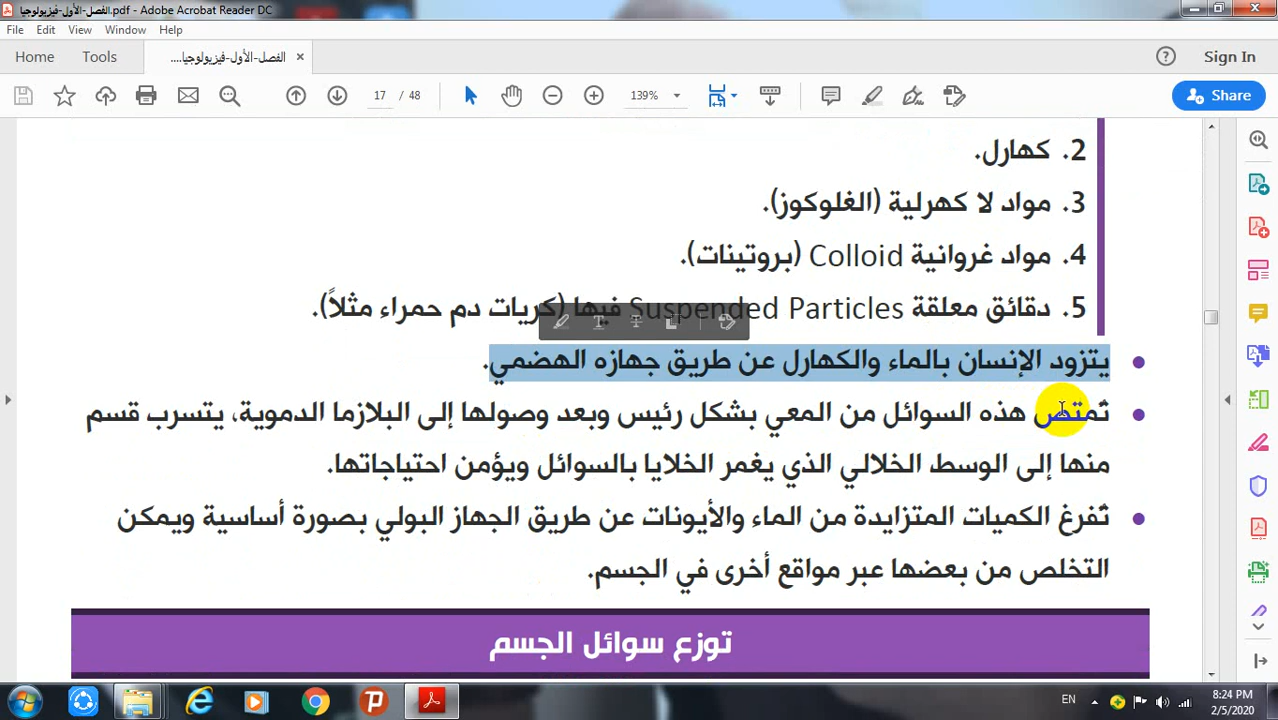 الفصل-الأول-فيزيولوجيا.pdf - Adobe Acrobat Reader DC
File Edit View Window Help
Home Tools الفصل-الأول-فيزيولوجيا.... × Sign In
17 / 48 139% Share
2. كهارل.
3. مواد لا كهرلية (الغلوكوز).
4. مواد غروانية Colloid (بروتينات).
5. دقائق معلقة Suspended Particles فيها (كريات دم حمراء مثلاً).
• يتزود الإنسان بالماء والكهارل عن طريق جهازه الهضمي.
• تُمتص هذه السوائل من المعي بشكل رئيس وبعد وصولها إلى البلازما الدموية، يتسرب قسم
منها إلى الوسط الخلالي الذي يغمر الخلايا بالسوائل ويؤمن احتياجاتها.
• تُفرغ الكميات المتزايدة من الماء والأيونات عن طريق الجهاز البولي بصورة أساسية ويمكن
التخلص من بعضها عبر مواقع أخرى في الجسم.
توزع سوائل الجسم
EN 8:24 PM
2/5/2020